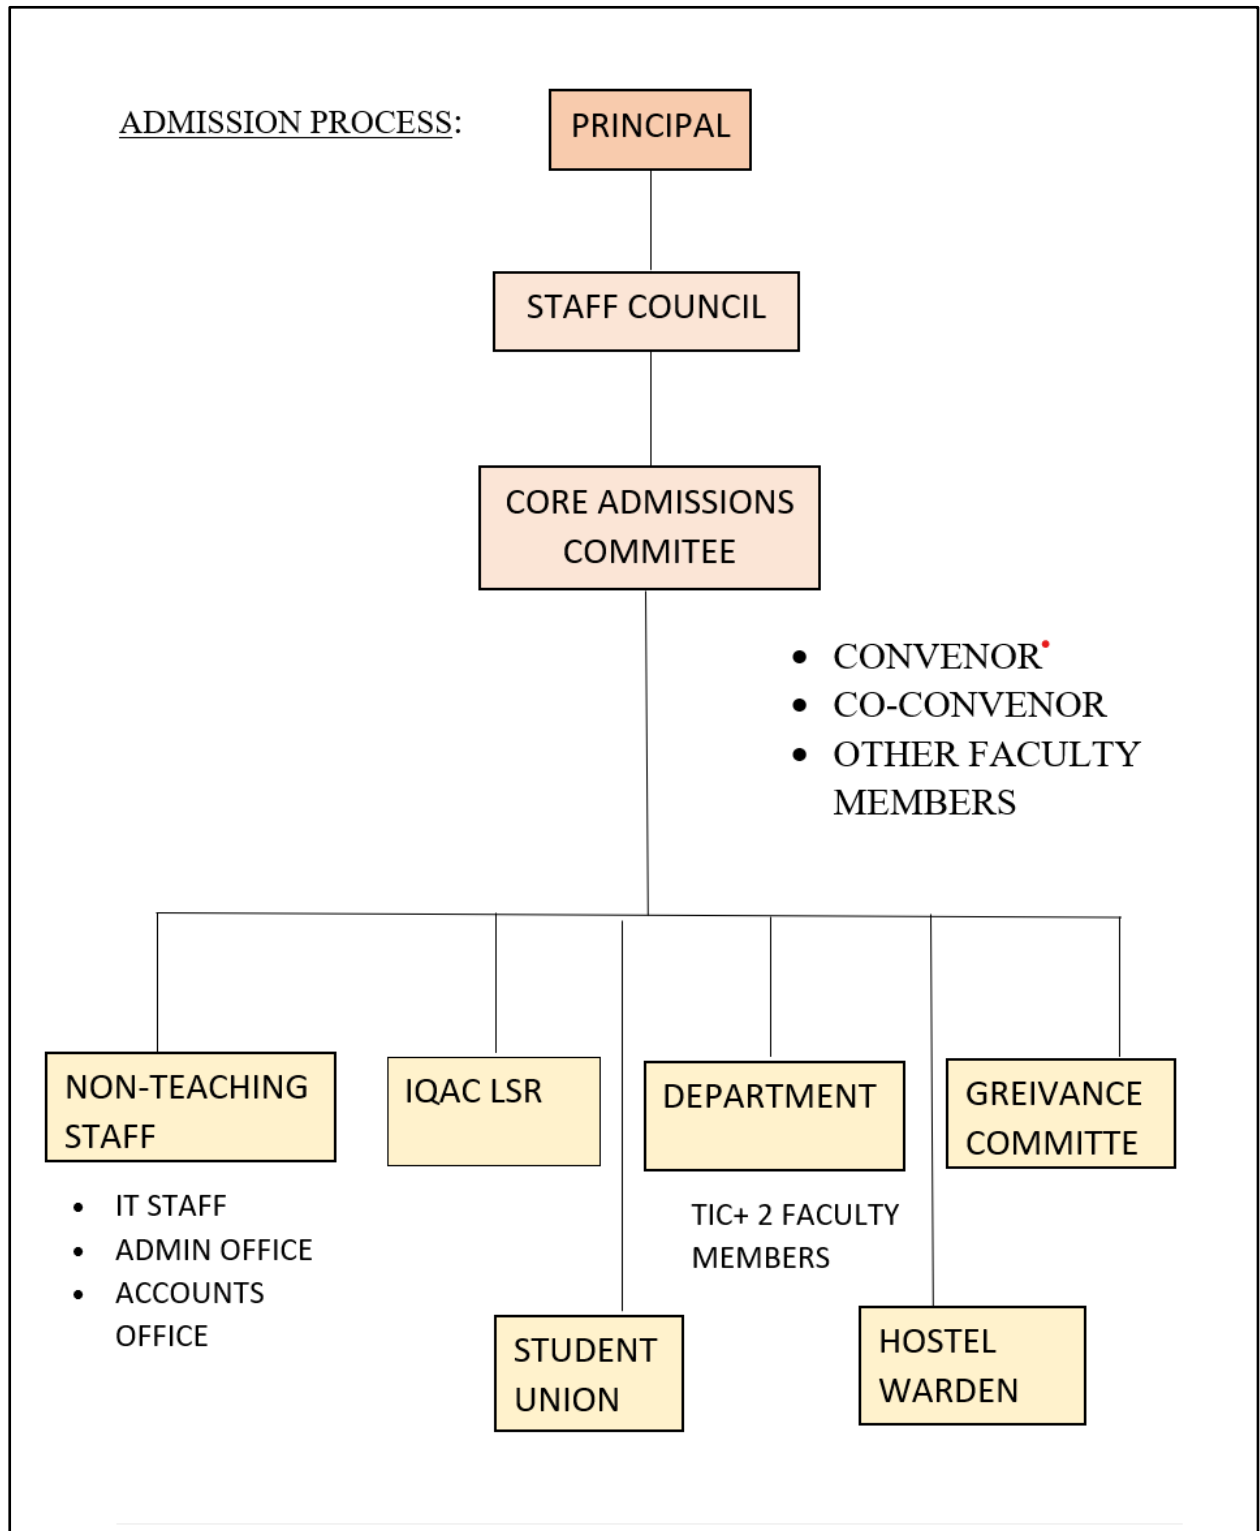 ADMISSION PROCESS:
PRINCIPAL
STAFF COUNCIL
CORE ADMISSIONS
COMMITEE
• CONVENOR
• CO-CONVENOR
• OTHER FACULTY
MEMBERS
NON-TEACHING
STAFF
• IT STAFF
• ADMIN OFFICE
• ACCOUNTS
OFFICE
IQAC LSR
DEPARTMENT
TIC+ 2 FACULTY
MEMBERS
GREIVANCE
COMMITTE
STUDENT
UNION
HOSTEL
WARDEN